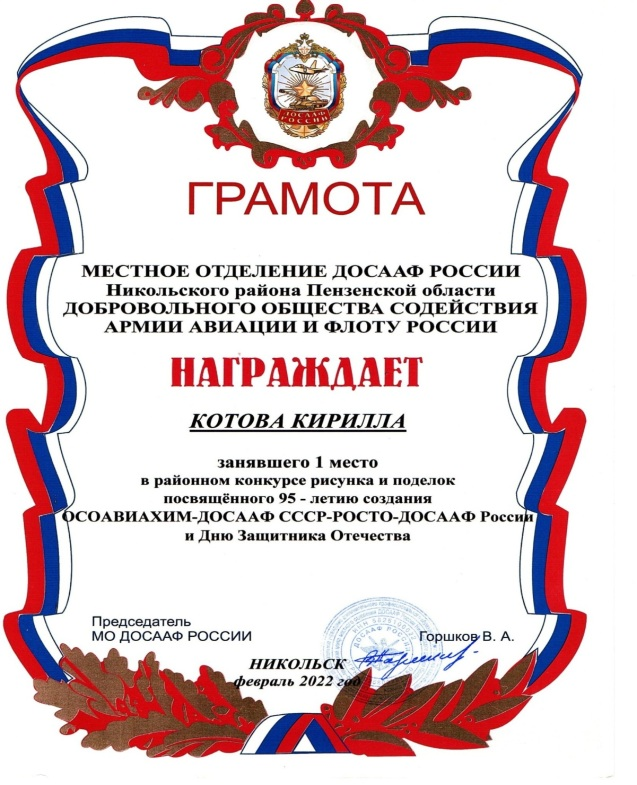 ДОСААФ
РОССИИ
ГРАМОТА
МЕСТНОЕ ОТДЕЛЕНИЕ ДОСААФ РОССИИ
Никольского района Пензенской области
ДОБРОВОЛЬНОГО ОБЩЕСТВА СОДЕЙСТВИЯ
АРМИИ АВИАЦИИ И ФЛОТУ РОССИИ
НАГРАЖДАЕТ
КОТОВА КИРИЛЛА
занявшего 1 место
в районном конкурсе рисунка и поделок
посвящённого 95 - летию создания
ОСОАВИАХИМ-ДОСААФ СССР-РОСТО-ДОСААФ России
и Дню Защитника Отечества
Председатель
МО ДОСААФ РОССИИ
Горшков В. А.
НИКОЛЬСК
февраль 2022 год